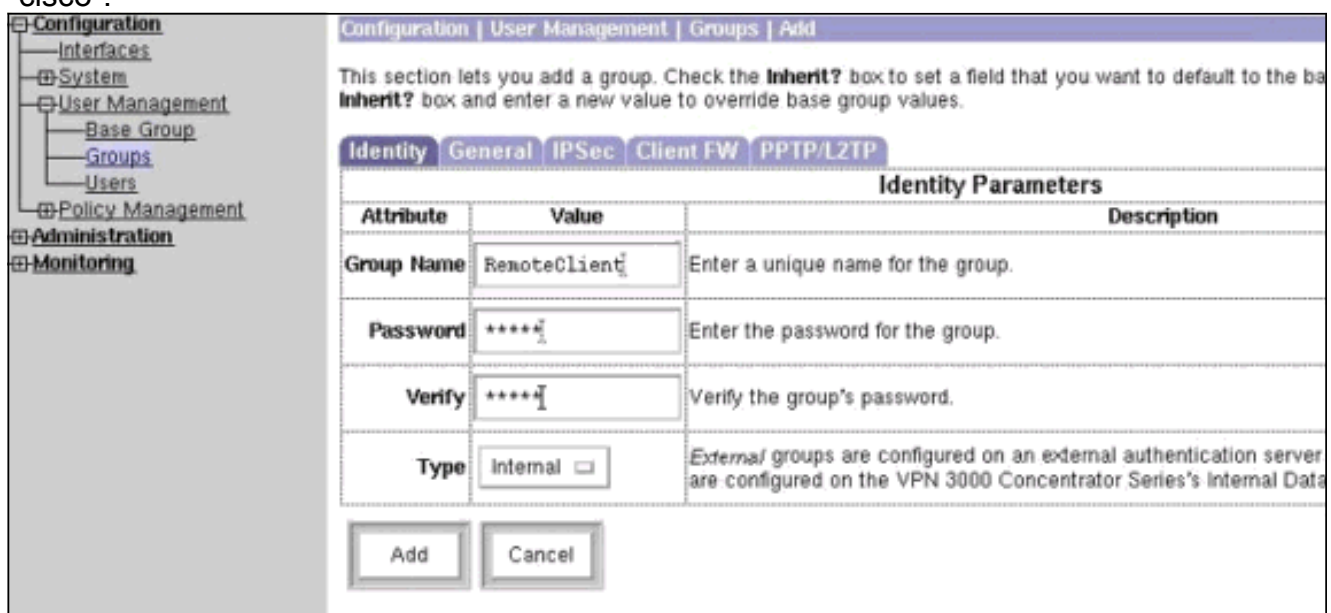 "cisco".
Configuration
Interfaces
System
User Management
Base Group
Groups
Users
Policy Management
Administration
Monitoring
Configuration | User Management | Groups | Add
This section lets you add a group. Check the Inherit? box to set a field that you want to default to the ba
Inherit? box and enter a new value to override base group values.
Identity General IPSec Client FW PPTP/L2TP
Identity Parameters
Attribute Value Description
Group Name RemoteClient Enter a unique name for the group.
Password ***** Enter the password for the group.
Verify ***** Verify the group's password.
Type Internal External groups are configured on an external authentication server
are configured on the VPN 3000 Concentrator Series's Internal Data
Add Cancel